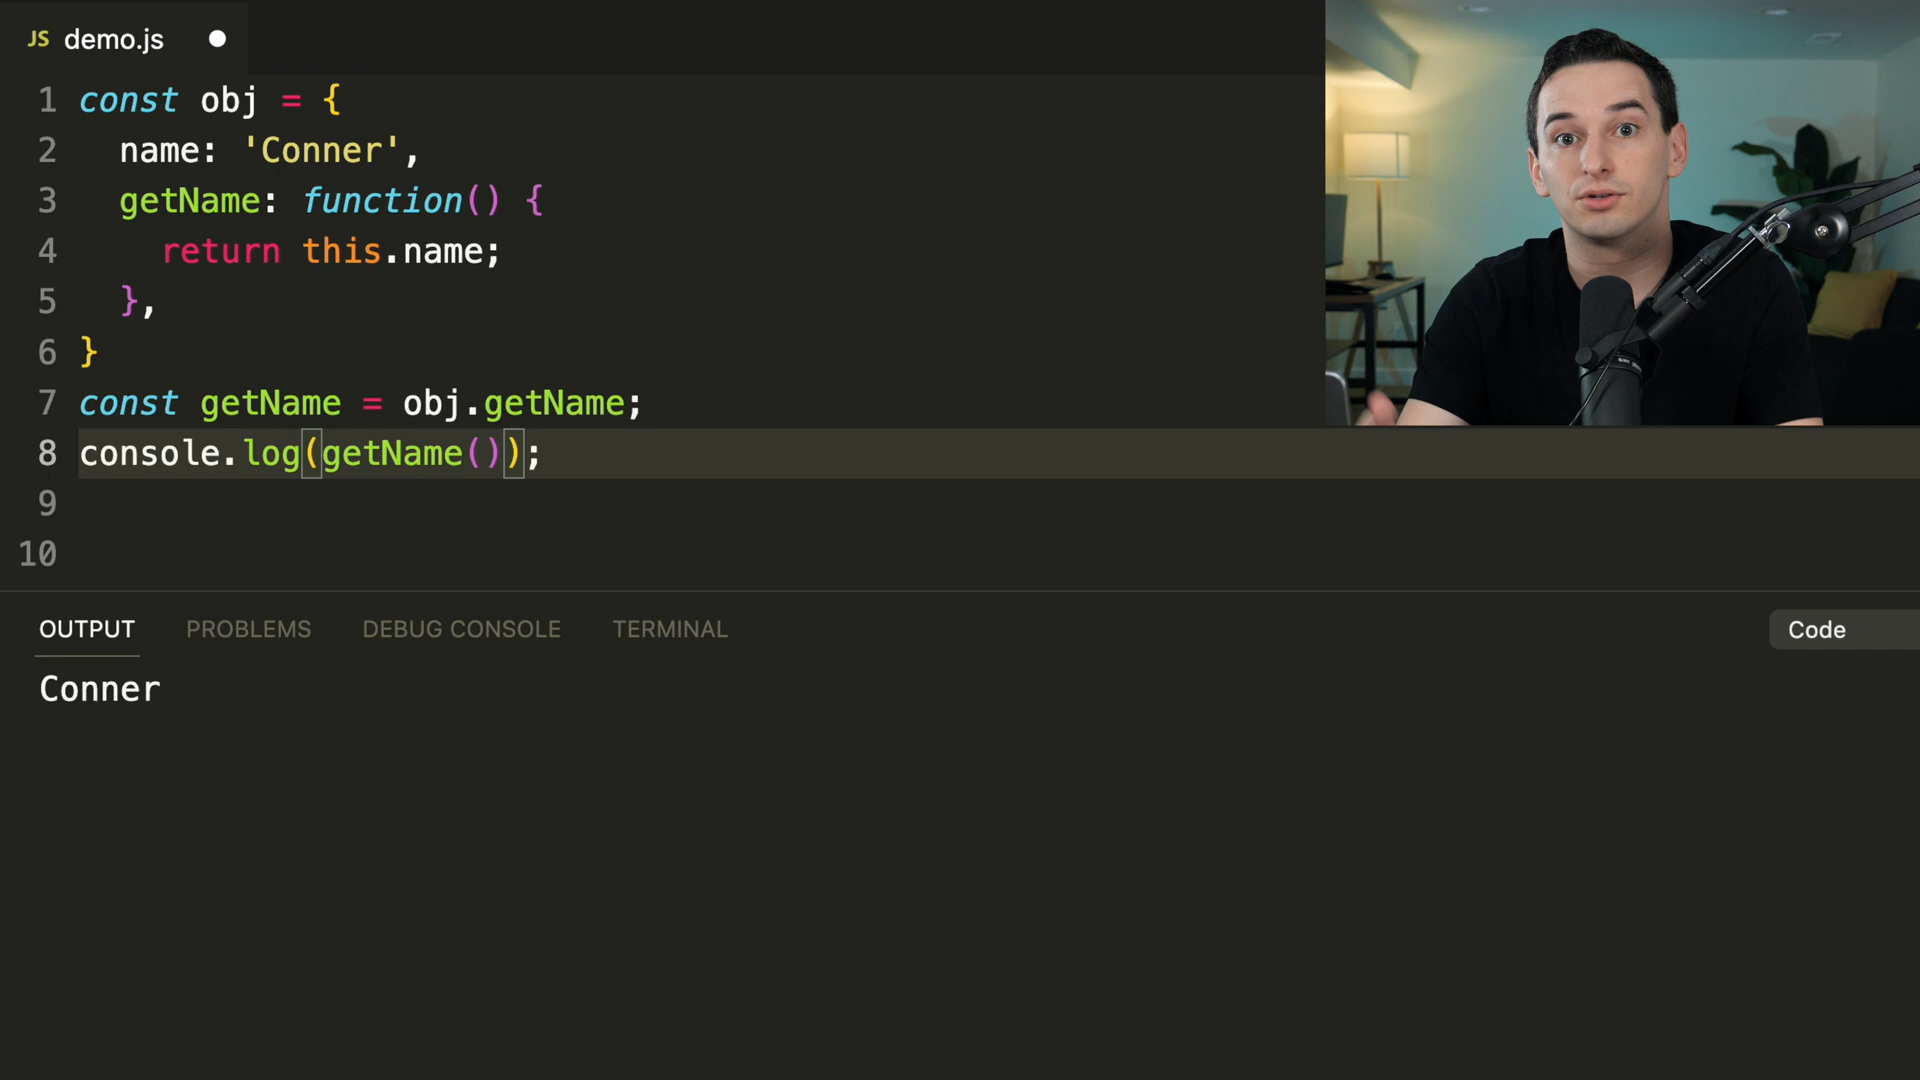 JS demo.js
1 const obj = {
2 name: 'Conner',
3 getName: function() {
4 return this.name;
5 },
6 }
7 const getName = obj.getName;
8 console.log(getName());
9
10
OUTPUT PROBLEMS DEBUG CONSOLE TERMINAL Code
Conner